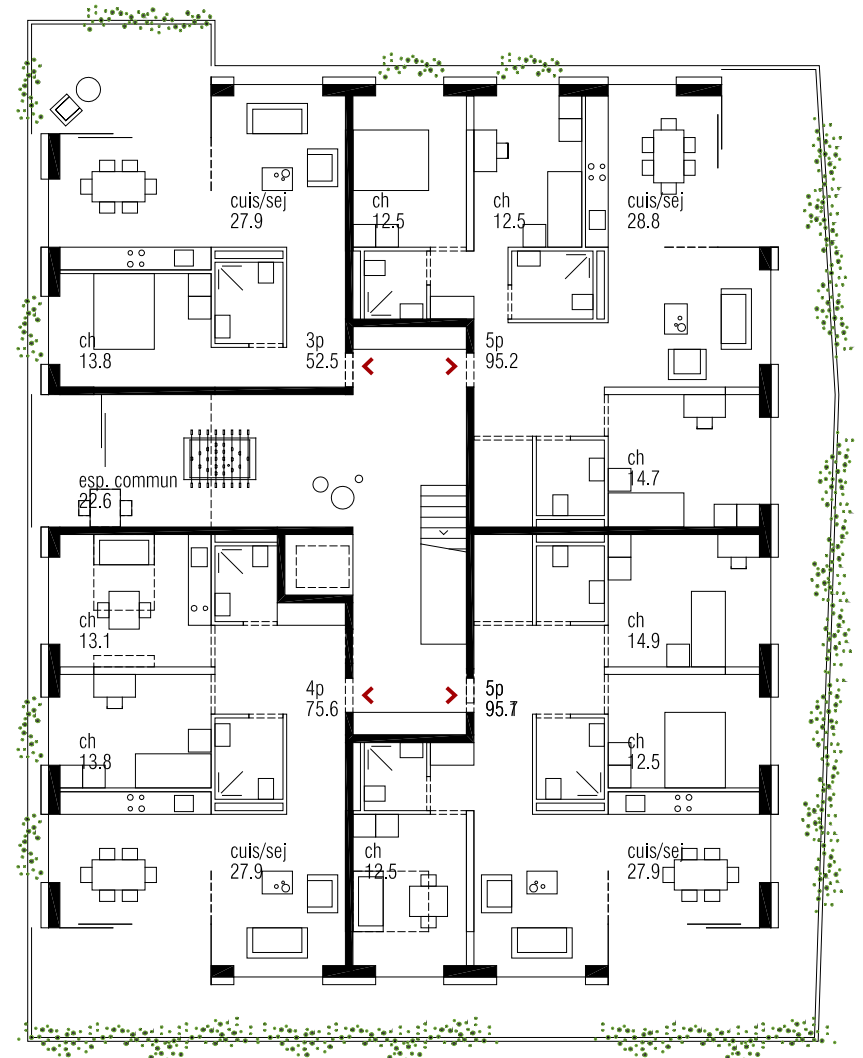 cuis/sej
27.9
ch
12.5
ch
12.5
cuis/sej
28.8
ch
13.8
3p
52.5
5p
95.2
esp. commun
22.6
ch
14.7
ch
13.1
ch
14.9
4p
75.6
5p
95.7
ch
13.8
ch
12.5
cuis/sej
27.9
ch
12.5
cuis/sej
27.9